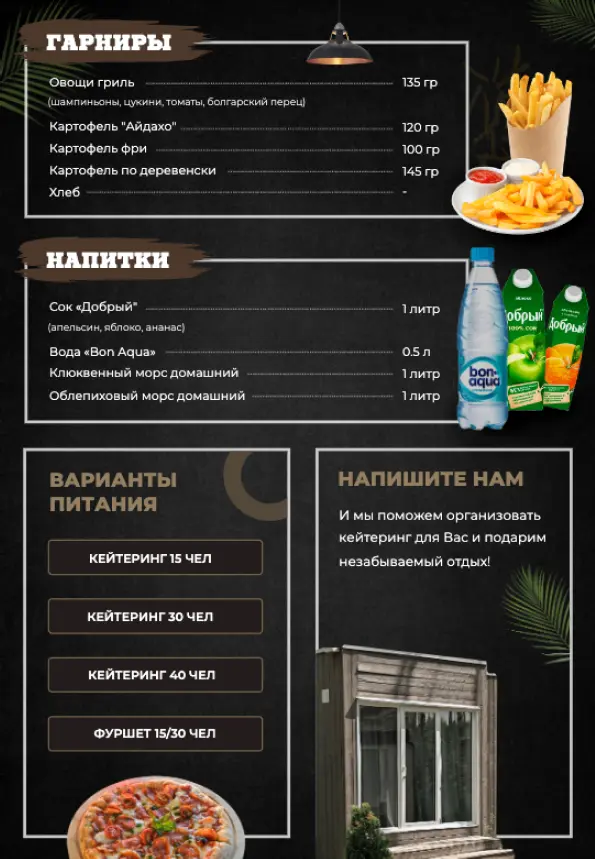 ГАРНИРЫ
Овощи гриль 135 гр
(шампиньоны, цукини, томаты, болгарский перец)
Картофель "Айдахо" 120 гр
Картофель фри 100 гр
Картофель по деревенски 145 гр
Хлеб -
НАПИТКИ
Сок «Добрый" 1 литр
(апельсин, яблоко, ананас)
Вода «Bon Aqua» 0.5 л
Клюквенный морс домашний 1 литр
Облепиховый морс домашний 1 литр
bon
aqua
Добрый
100% СОК
Добрый
ВАРИАНТЫ
ПИТАНИЯ
КЕЙТЕРИНГ 15 ЧЕЛ
КЕЙТЕРИНГ 30 ЧЕЛ
КЕЙТЕРИНГ 40 ЧЕЛ
ФУРШЕТ 15/30 ЧЕЛ
НАПИШИТЕ НАМ
И мы поможем организовать
кейтеринг для Вас и подарим
незабываемый отдых!